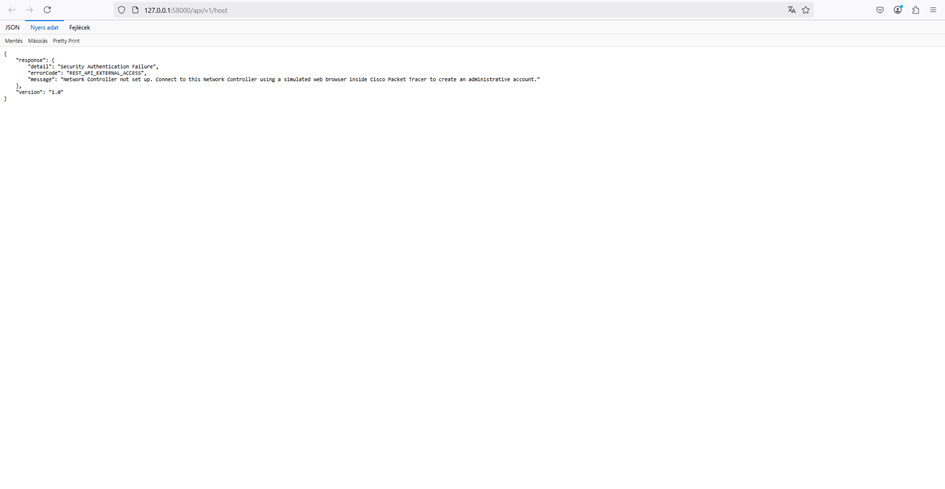 127.0.0.1:58000/api/v1/host
JSON Nyers adat Fejlécek
Mentés Másolás Pretty Print
{
"response": {
"detail": "Security Authentication Failure",
"errorCode": "REST_API_EXTERNAL_ACCESS",
"message": "Network Controller not set up. Connect to this Network Controller using a simulated web browser inside Cisco Packet Tracer to create an administrative account."
},
"version": "1.0"
}